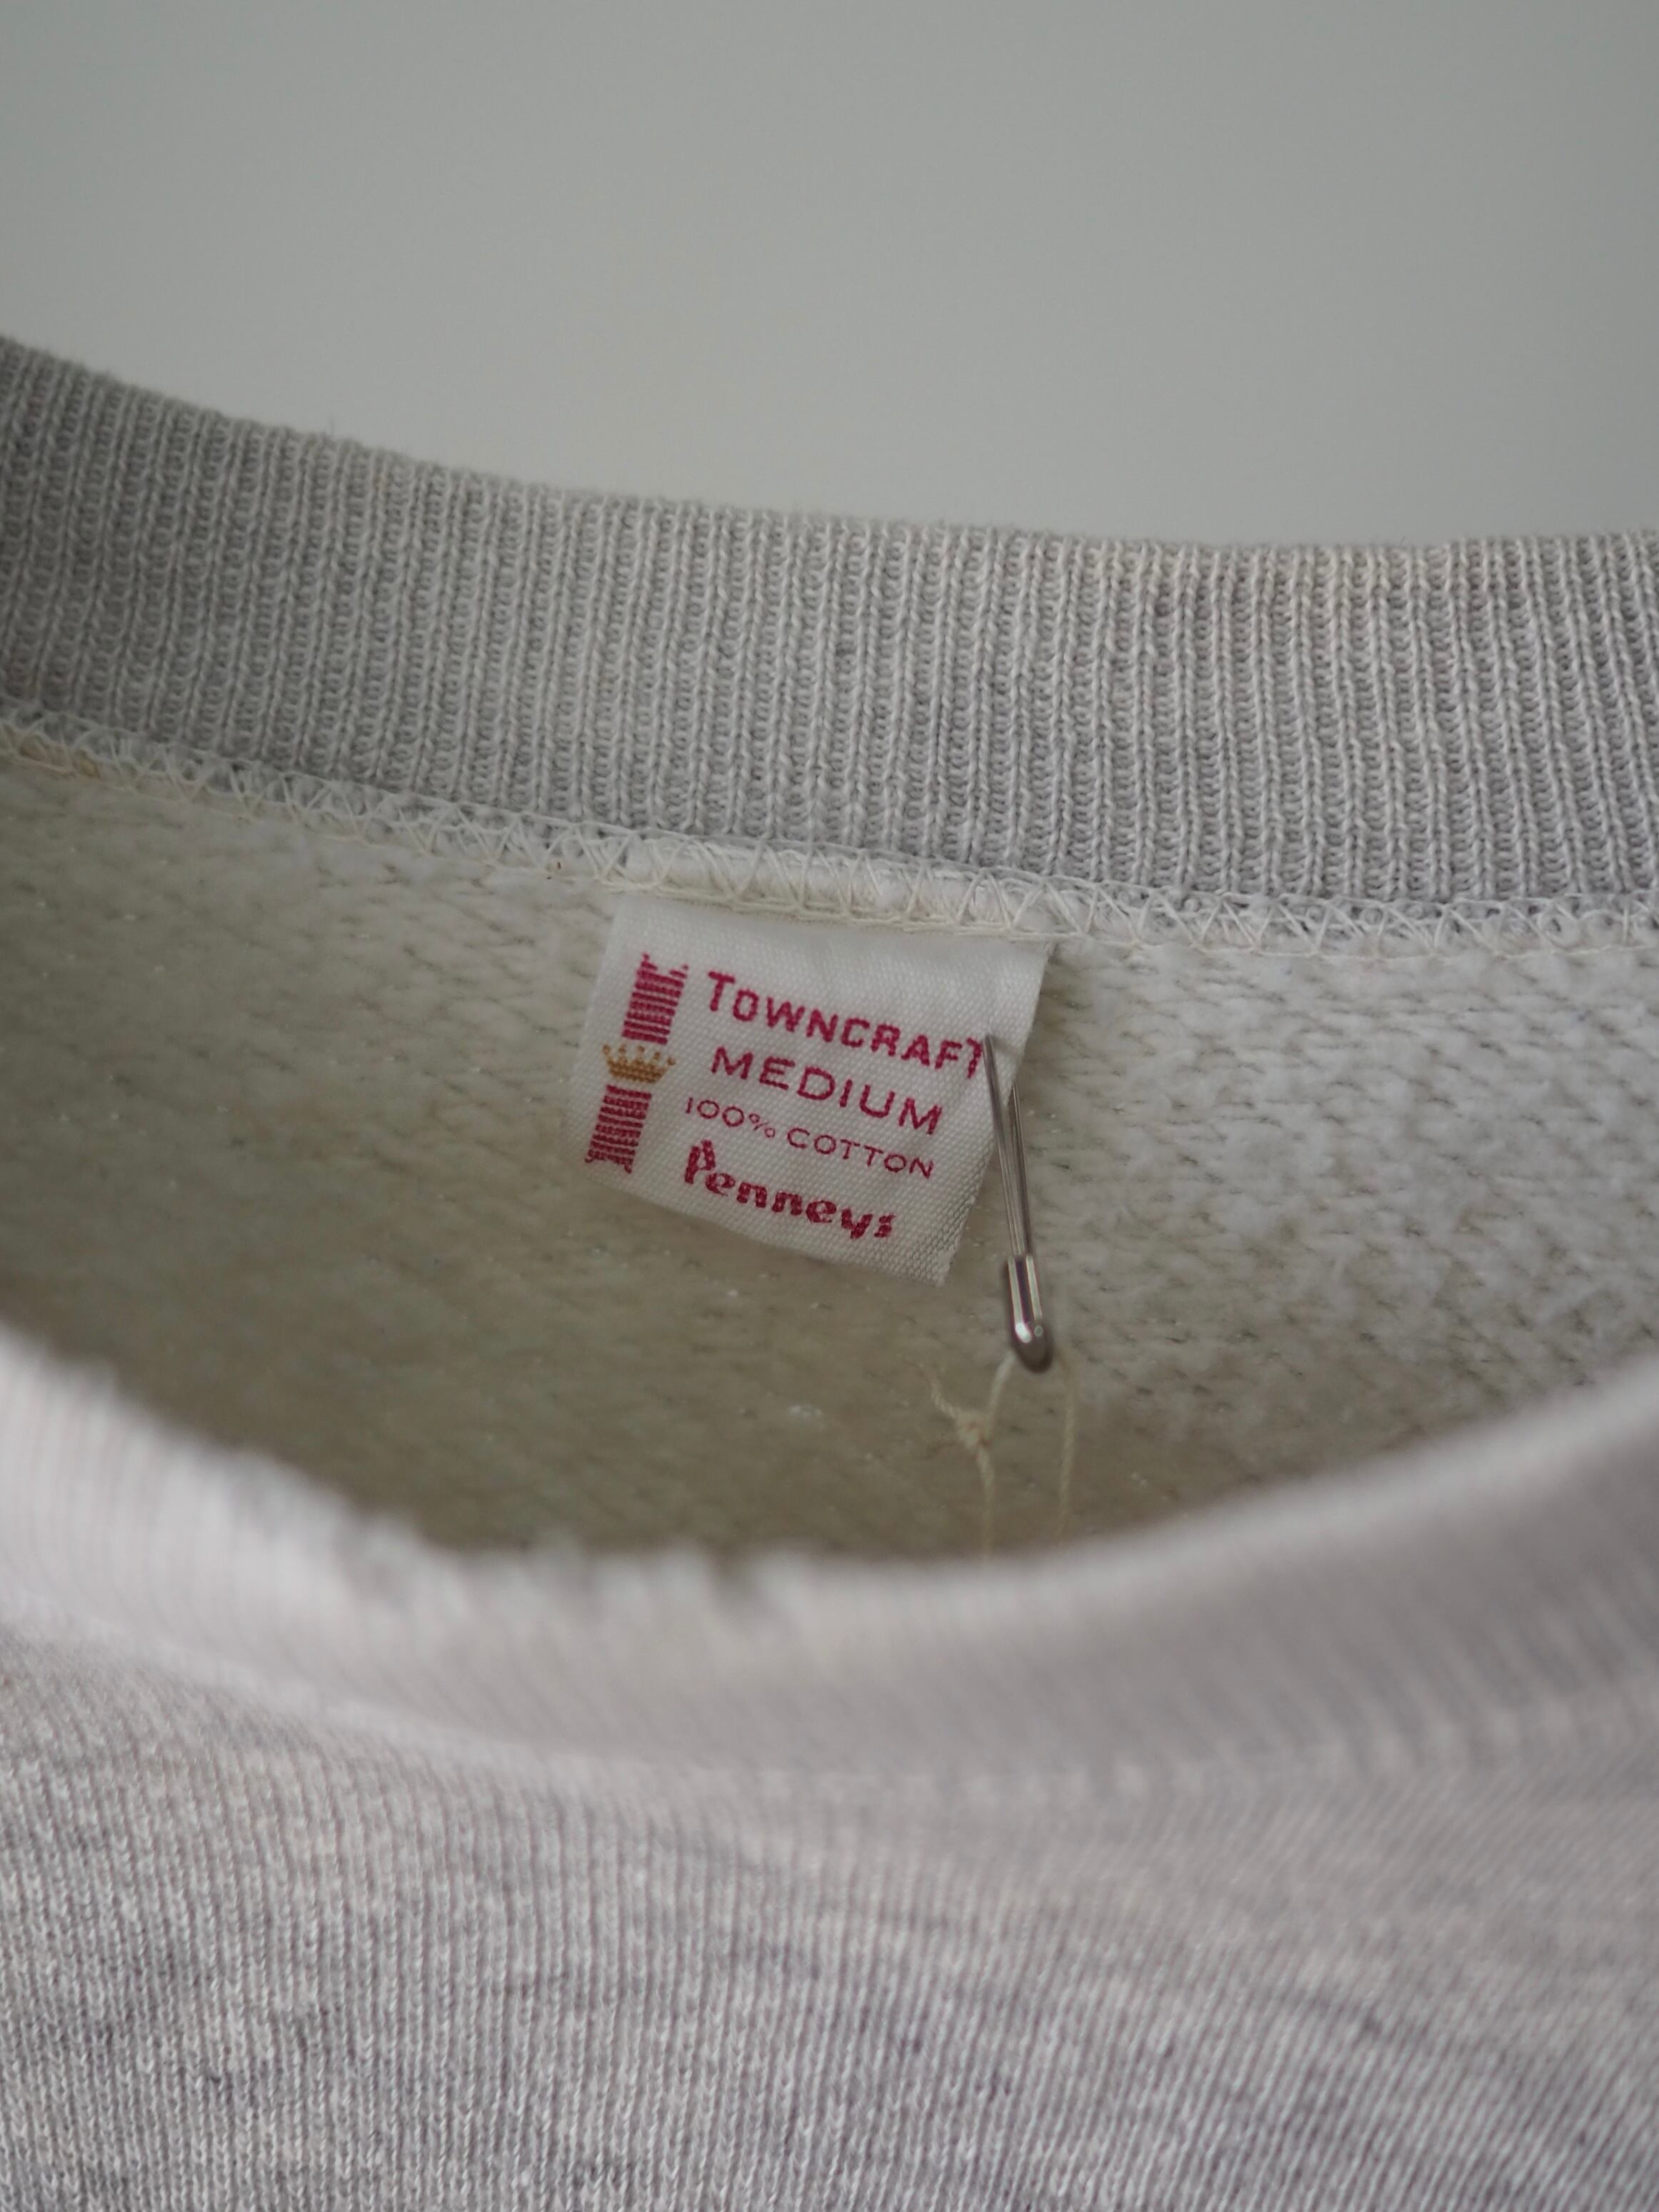 TOWNCRAFT
MEDIUM
100% COTTON
Penneys